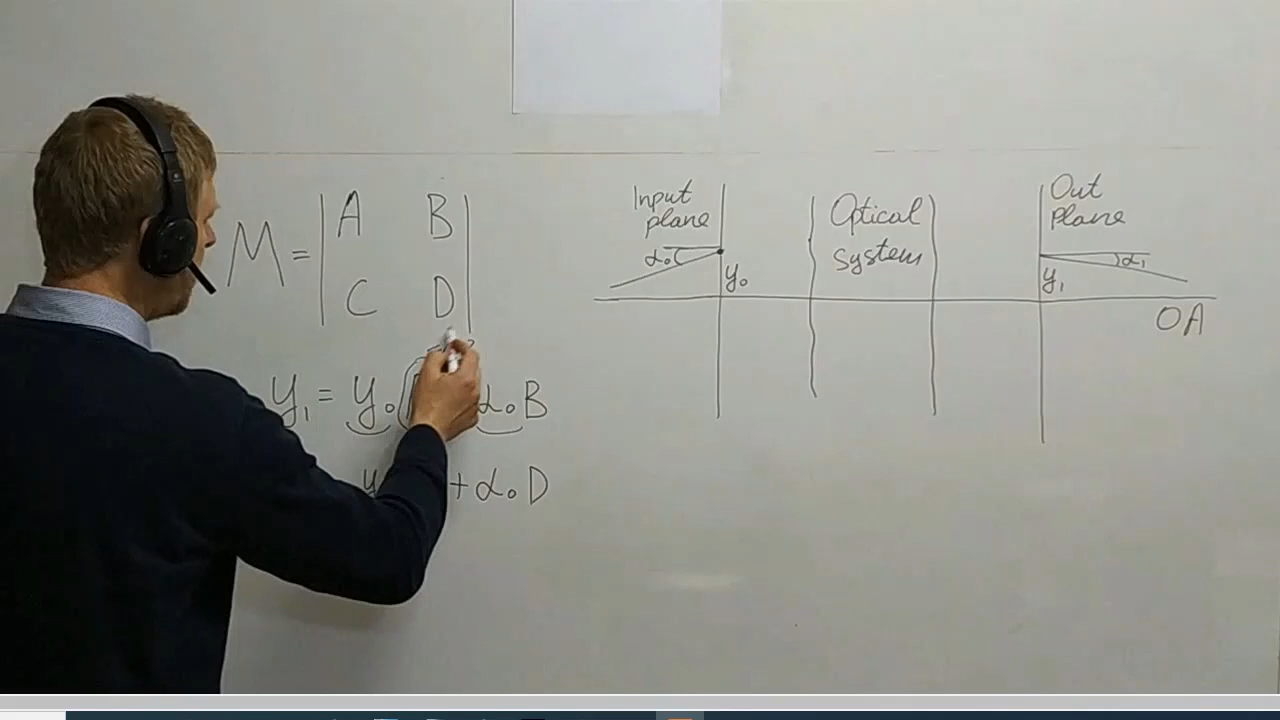 M = | A B
C D |
y₁ = y₀ α₀ B
y + α₀ D
Input
plane
α₀
y₀
Optical
system
Out
Plane
α₁
y₁
OA